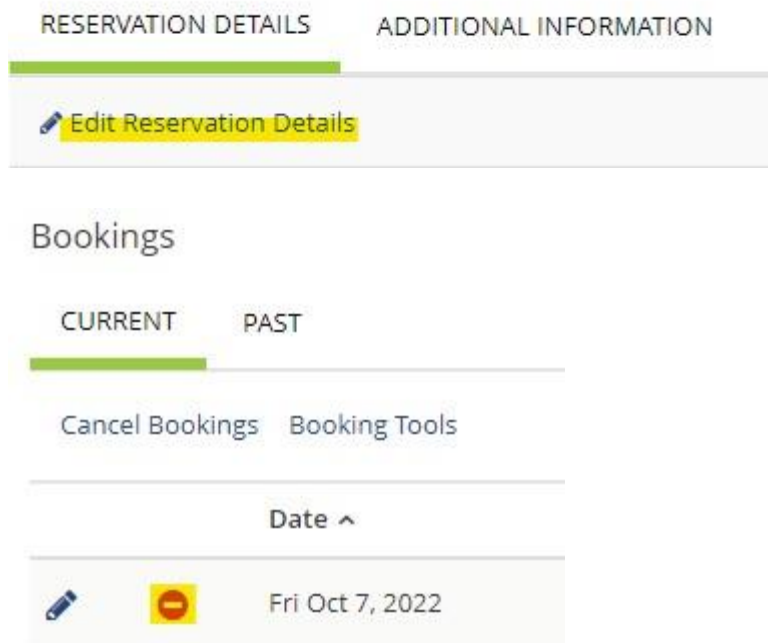 RESERVATION DETAILS ADDITIONAL INFORMATION
Edit Reservation Details
Bookings
CURRENT PAST
Cancel Bookings Booking Tools
Date
Fri Oct 7, 2022